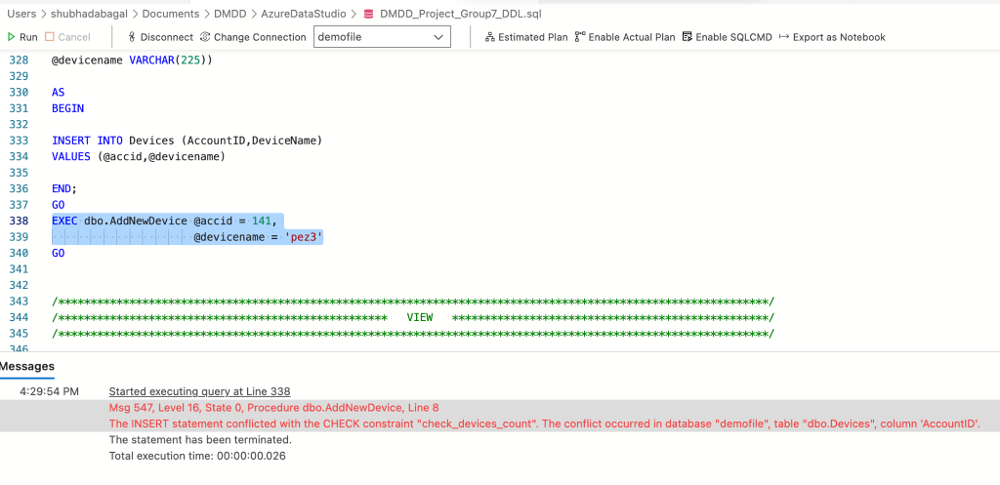 Users > shubhadabagal > Documents > DMDD > AzureDataStudio > DMDD_Project_Group7_DDL.sql
Run Cancel Disconnect Change Connection demofile Estimated Plan Enable Actual Plan Enable SQLCMD Export as Notebook
328 @devicename VARCHAR(225))
329
330 AS
331 BEGIN
332
333 INSERT INTO Devices (AccountID,DeviceName)
334 VALUES (@accid,@devicename)
335
336 END;
337 GO
338 EXEC dbo.AddNewDevice @accid = 141,
339 @devicename = 'pez3'
340 GO
341
342
343 /***************************************************************************************************************/
344 /*************************************************** VIEW *************************************************/
345 /***************************************************************************************************************/
346
Messages
4:29:54 PM Started executing query at Line 338
Msg 547, Level 16, State 0, Procedure dbo.AddNewDevice, Line 8
The INSERT statement conflicted with the CHECK constraint "check_devices_count". The conflict occurred in database "demofile", table "dbo.Devices", column 'AccountID'.
The statement has been terminated.
Total execution time: 00:00:00.026